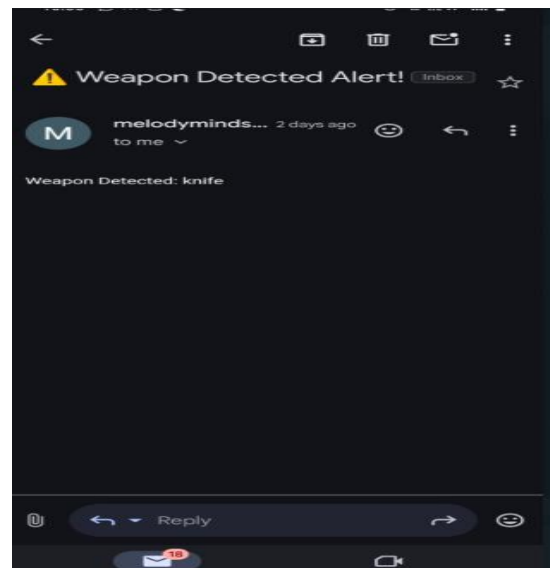 Weapon Detected Alert! Inbox
M
melodyminds... 2 days ago
to me
Weapon Detected: knife
Reply
18